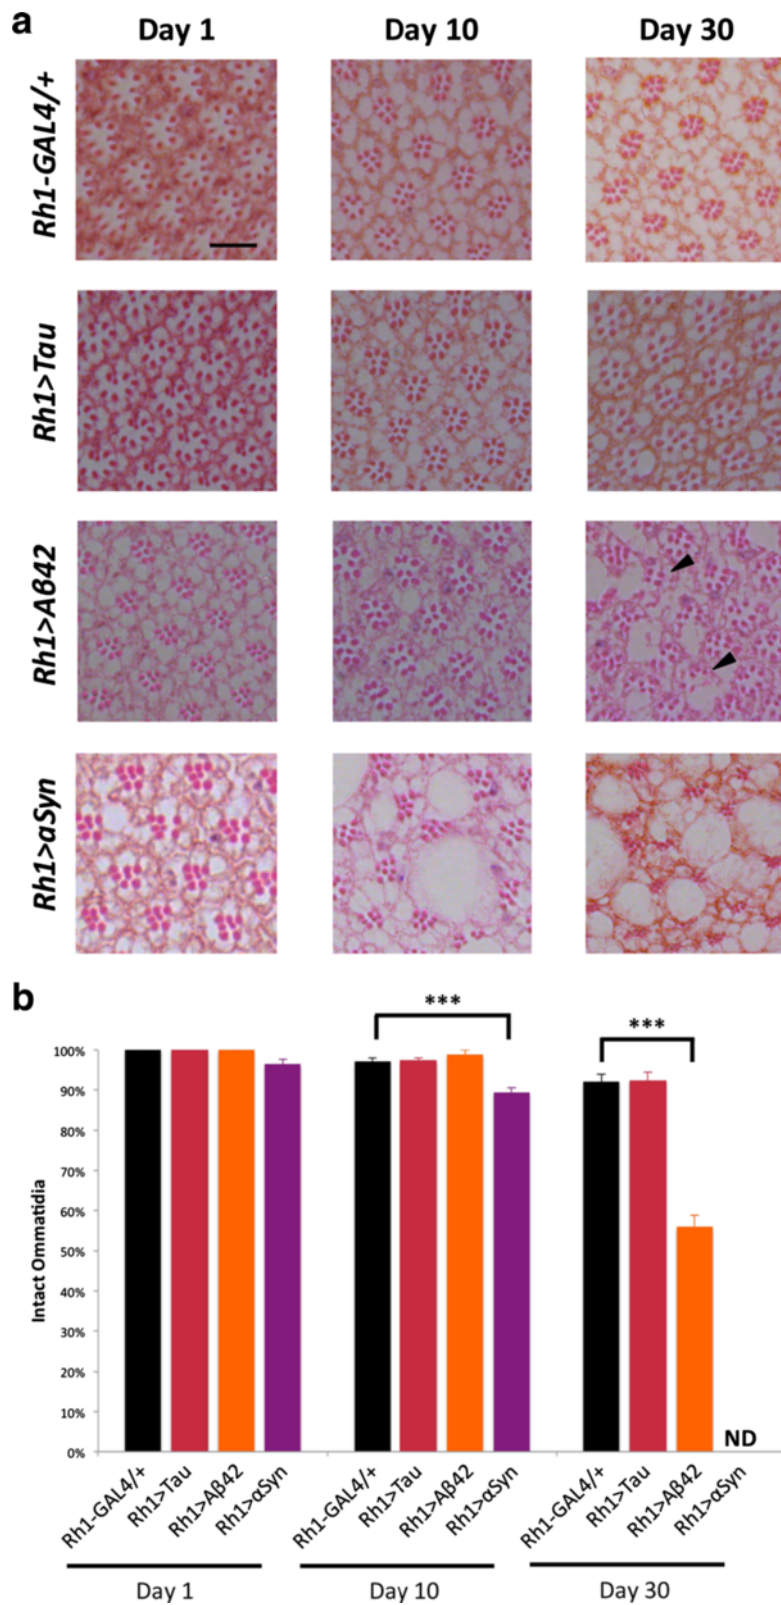 a
Day 1 Day 10 Day 30
Rh1-GAL4/+
Rh1>Tau
Rh1>Aβ42
Rh1>αSyn
b
***
***
100%
90%
80%
70%
60%
50%
40%
30%
20%
10%
0%
Intact Ommatidia
ND
Rh1-GAL4/+ Rh1>Tau Rh1>Aβ42 Rh1>αSyn Rh1-GAL4/+ Rh1>Tau Rh1>Aβ42 Rh1>αSyn Rh1-GAL4/+ Rh1>Tau Rh1>Aβ42 Rh1>αSyn
Day 1 Day 10 Day 30